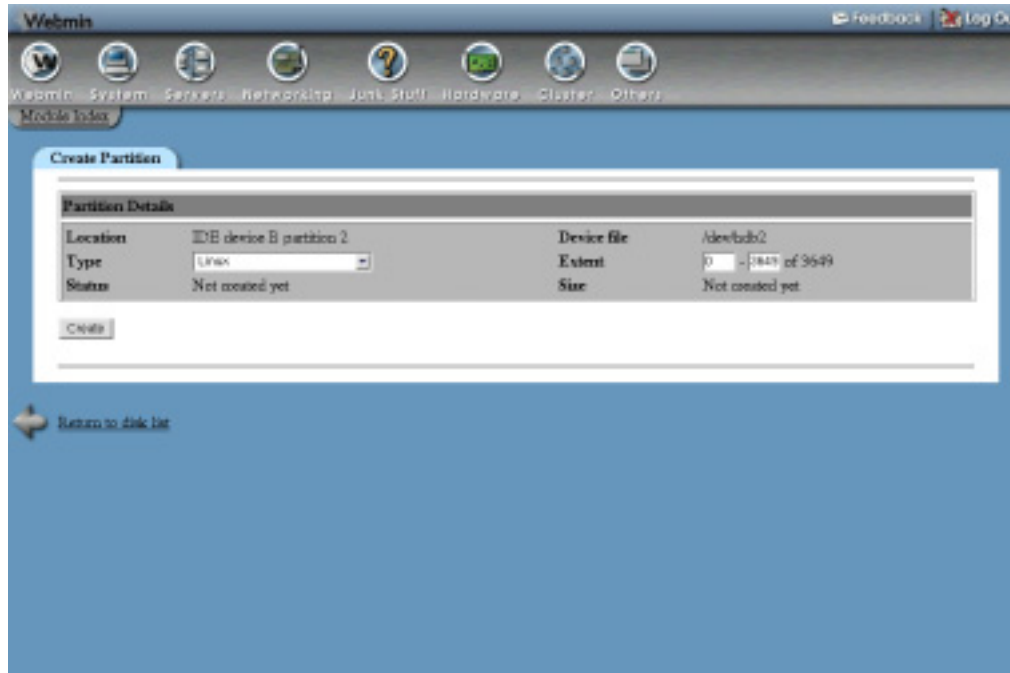 Webmin
Feedback Log Ou
Webmin System Servers Networking Junk Stuff Hardware Cluster Others
Module Index
Create Partition
Partition Details
Location IDE device B partition 2 Device file /dev/hdb2
Type Linux Extent 0 - 3649 of 3649
Status Not created yet Size Not created yet
Create
Return to disk list